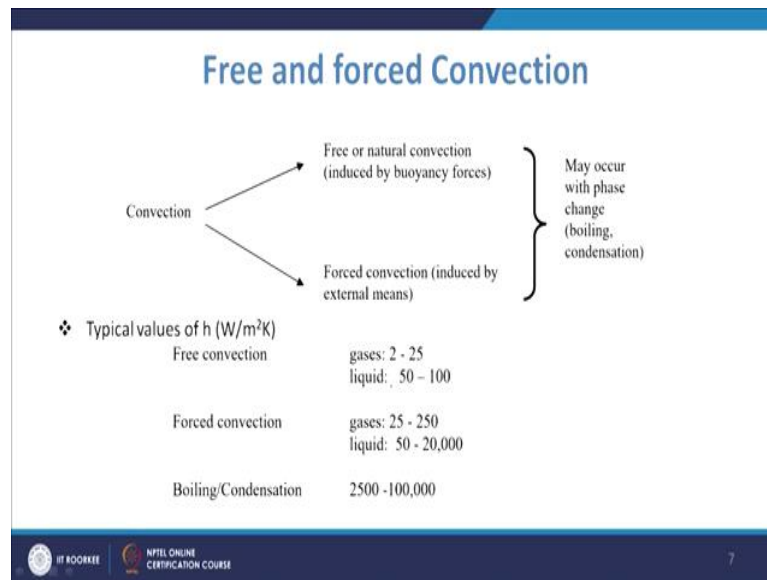 Free and forced Convection
Free or natural convection
(induced by buoyancy forces)
May occur
with phase
change
(boiling,
condensation)
Convection
Forced convection (induced by
external means)
❖ Typical values of h (W/m²K)
Free convection gases: 2 - 25
liquid: 50 – 100
Forced convection gases: 25 - 250
liquid: 50 - 20,000
Boiling/Condensation 2500 -100,000
IIT ROORKEE
NPTEL ONLINE
CERTIFICATION COURSE
7